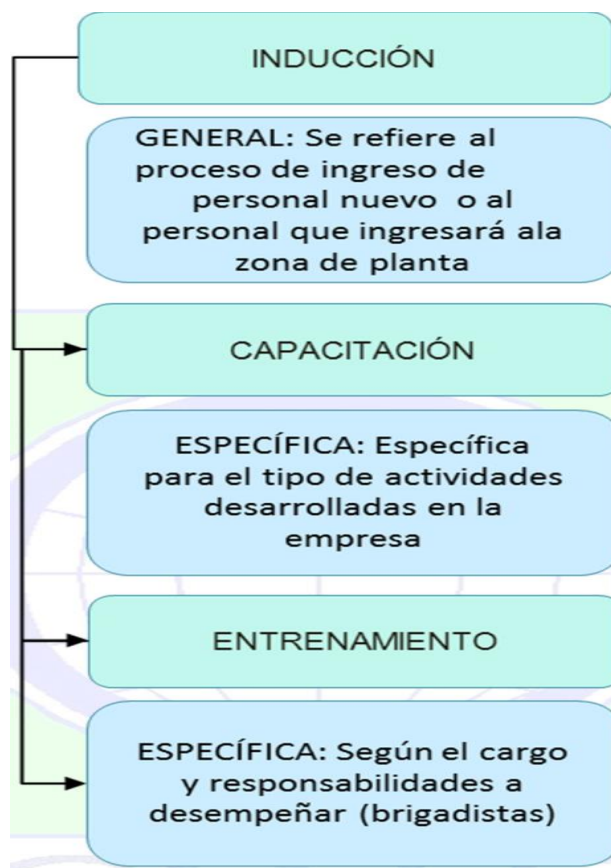 INDUCCIÓN
GENERAL: Se refiere al
proceso de ingreso de
personal nuevo o al
personal que ingresará ala
zona de planta
CAPACITACIÓN
ESPECÍFICA: Específica
para el tipo de actividades
desarrolladas en la
empresa
ENTRENAMIENTO
ESPECÍFICA: Según el cargo
y responsabilidades a
desempeñar (brigadistas)